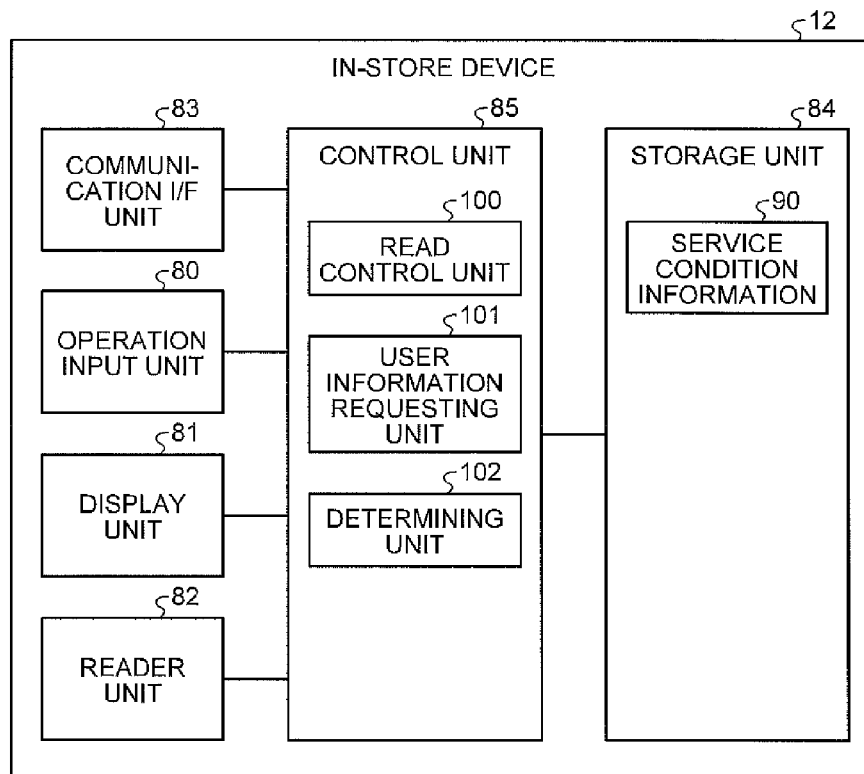 12
IN-STORE DEVICE
83
COMMUNI-
CATION I/F
UNIT
80
OPERATION
INPUT UNIT
81
DISPLAY
UNIT
82
READER
UNIT
85
CONTROL UNIT
100
READ
CONTROL UNIT
101
USER
INFORMATION
REQUESTING
UNIT
102
DETERMINING
UNIT
84
STORAGE UNIT
90
SERVICE
CONDITION
INFORMATION